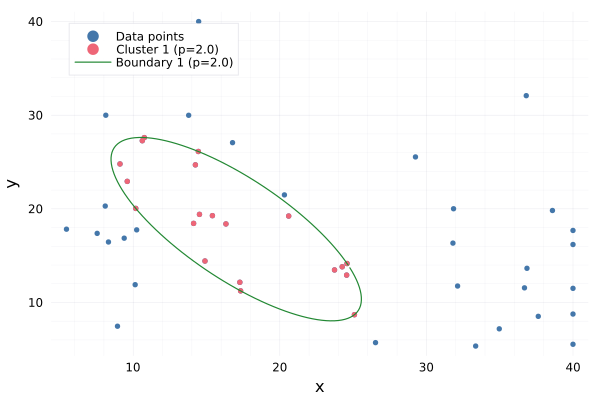 40
Data points
Cluster 1 (p=2.0)
Boundary 1 (p=2.0)
30
y
20
10
10 20 30 40
x